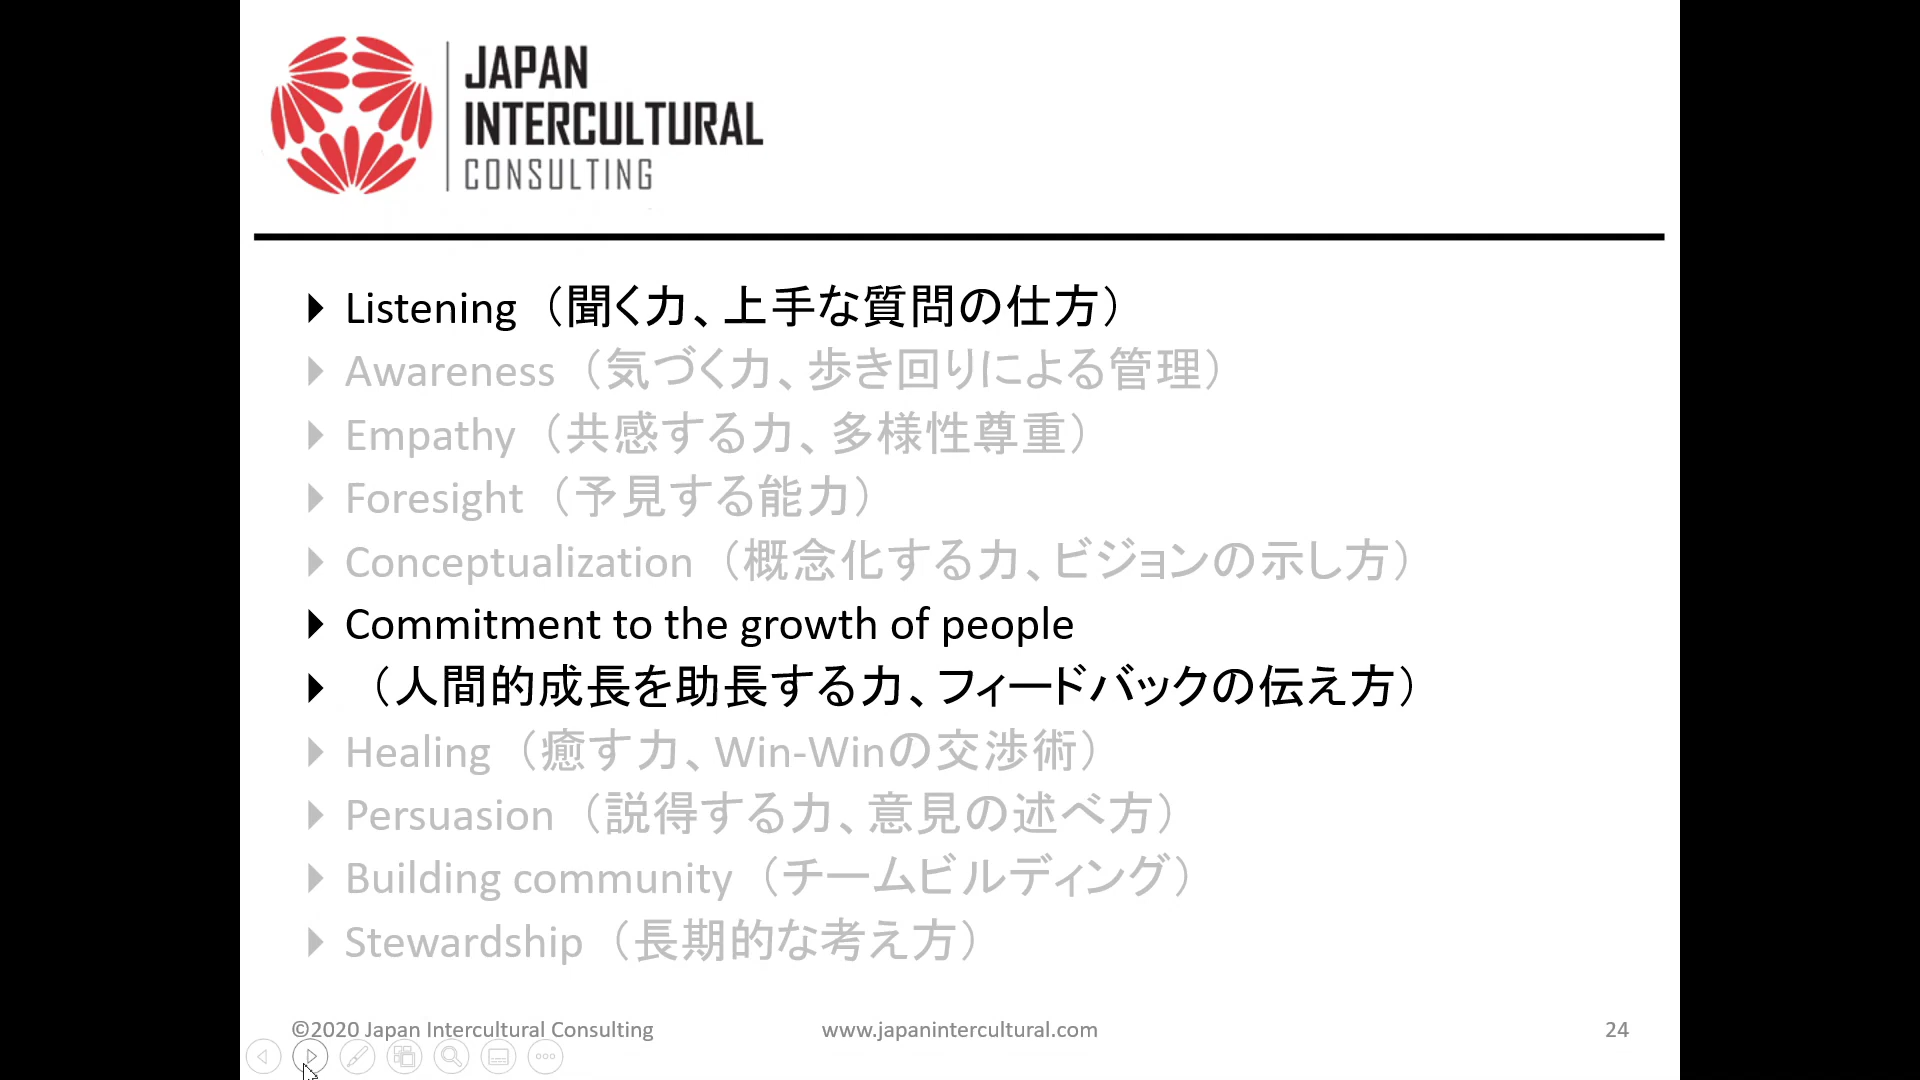 JAPAN
INTERCULTURAL
CONSULTING
Listening（聞く力、上手な質問の仕方）
Awareness（気づく力、歩き回りによる管理）
Empathy（共感する力、多様性尊重）
Foresight（予見する能力）
Conceptualization（概念化する力、ビジョンの示し方）
Commitment to the growth of people
（人間的成長を助長する力、フィードバックの伝え方）
Healing（癒す力、Win-Winの交渉術）
Persuasion（説得する力、意見の述べ方）
Building community（チームビルディング）
Stewardship（長期的な考え方）
©2020 Japan Intercultural Consulting
www.japanintercultural.com
24